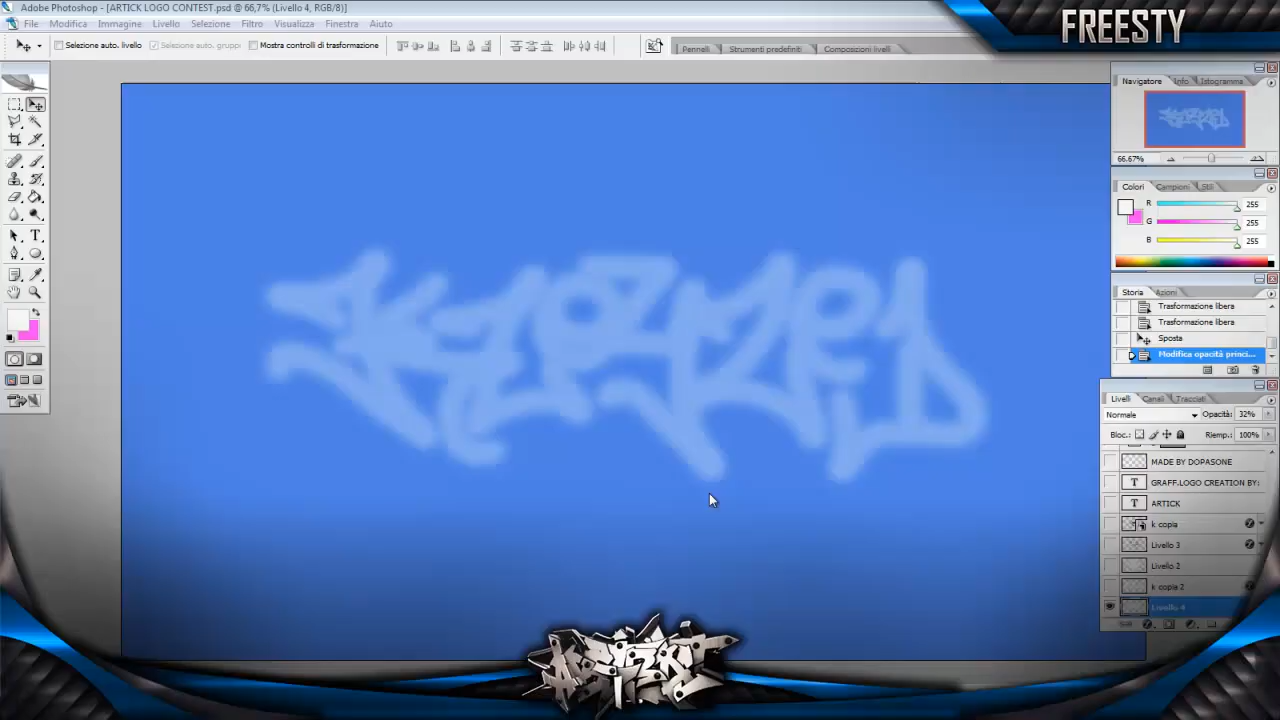 Adobe Photoshop - [ARTICK LOGO CONTEST.psd @ 66,7% (Livello 4, RGB/8)]
FREESTY
File Modifica Immagine Livello Selezione Filtro Visualizza Finestra Aiuto
Selezione auto. livello Selezione auto. gruppi Mostra controlli di trasformazione
Pennelli Strumenti predefiniti Composizioni livelli
Navigatore Info Istogramma
66.67%
Colori Campioni Stili
R 255
G 255
B 255
Storia Azioni
Trasformazione libera
Trasformazione libera
Sposta
Modifica opacità princi...
Livelli Canali Tracciati
Normale Opacità: 32%
Bloc.: Riemp.: 100%
MADE BY DOPASONE
GRAFF.LOGO CREATION BY:
ARTICK
k copia
Livello 3
Livello 2
k copia 2
Livello 4